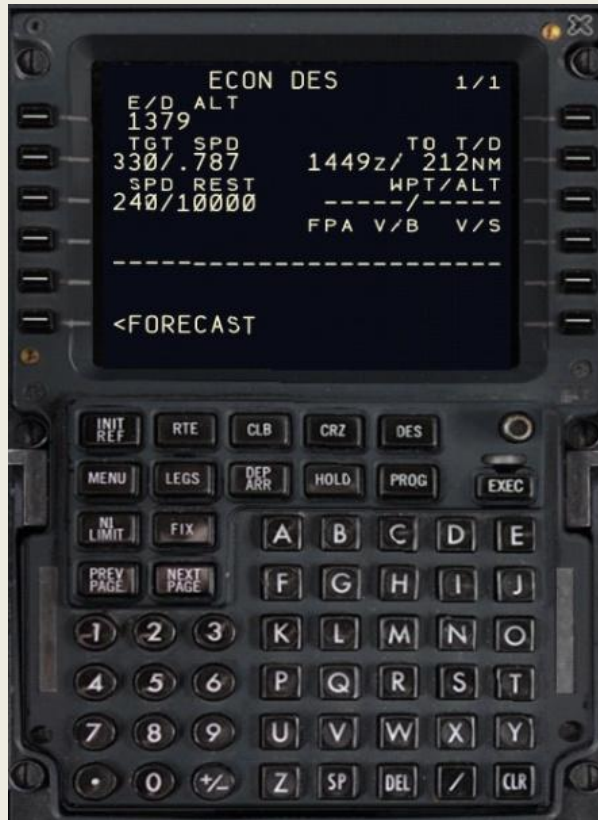 ECON DES 1/1
E/D ALT
1379
TGT SPD TO T/D
330/.787 1449z/ 212NM
SPD REST WPT/ALT
240/10000 -----/-----
FPA V/B V/S
------------------------------
<FORECAST
INIT REF RTE CLB CRZ DES
MENU LEGS DEP ARR HOLD PROG EXEC
N1 LIMIT FIX A B C D E
PREV PAGE NEXT PAGE F G H I J
1 2 3 K L M N O
4 5 6 P Q R S T
7 8 9 U V W X Y
. 0 +/- Z SP DEL / CLR